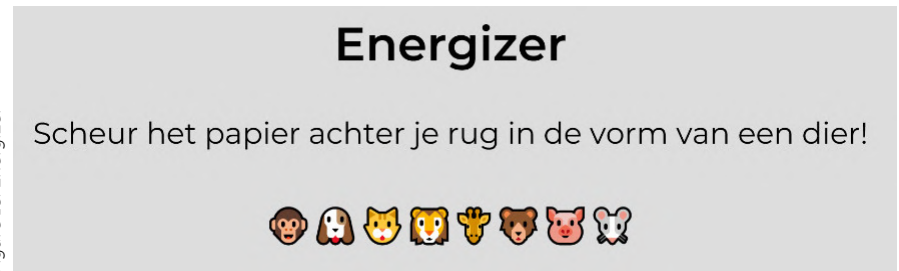 Energizer
Scheur het papier achter je rug in de vorm van een dier!